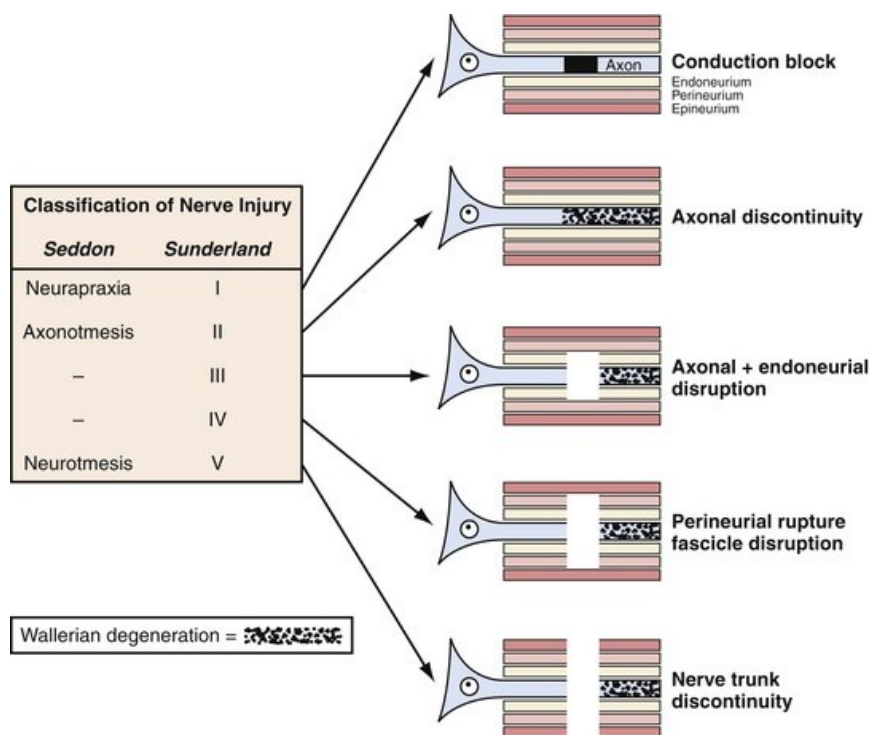 Axon
Conduction block
Endoneurium
Perineurium
Epineurium
Classification of Nerve Injury
Seddon Sunderland
Neurapraxia I
Axonotmesis II
– III
– IV
Neurotmesis V
Axonal discontinuity
Axonal + endoneurial
disruption
Perineurial rupture
fascicle disruption
Wallerian degeneration =
Nerve trunk
discontinuity